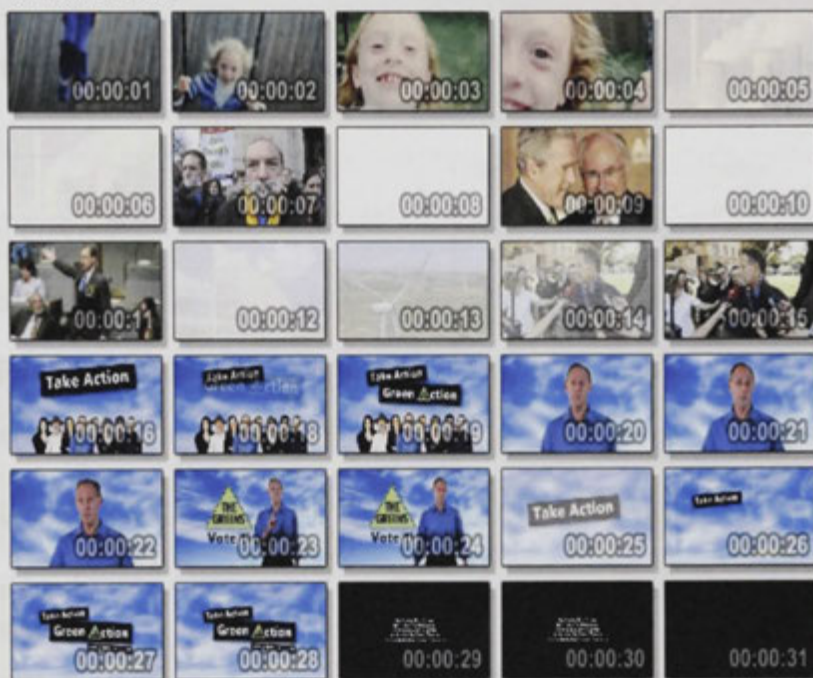 00:00:01 00:00:02 00:00:03 00:00:04 00:00:05
00:00:06 00:00:07 00:00:08 00:00:09 00:00:10
00:00:1 00:00:12 00:00:13 00:00:14 00:00:15
Take Action
00:00:16
Take Action
Green Action
00:00:18
Take Action
Green Action
00:00:19
00:00:20
00:00:21
00:00:22
THE
GREENS
Vote
00:00:23
THE
GREENS
Vote
00:00:24
Take Action
00:00:25
Take Action
00:00:26
Take Action
Green Action
00:00:27
Take Action
Green Action
00:00:28
00:00:29
00:00:30
00:00:31